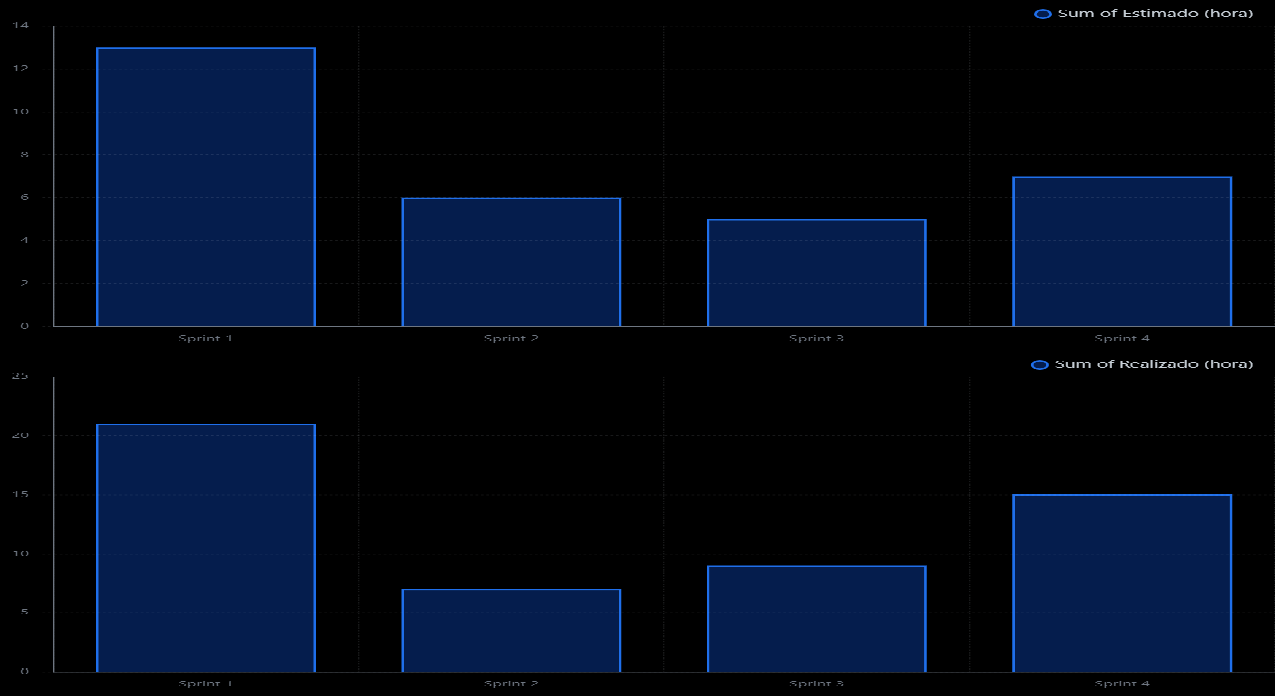 Sum of Estimado (hora)
14
12
10
8
6
4
2
0
Sprint 1
Sprint 2
Sprint 3
Sprint 4
Sum of Realizado (hora)
25
20
15
10
5
0
Sprint 1
Sprint 2
Sprint 3
Sprint 4